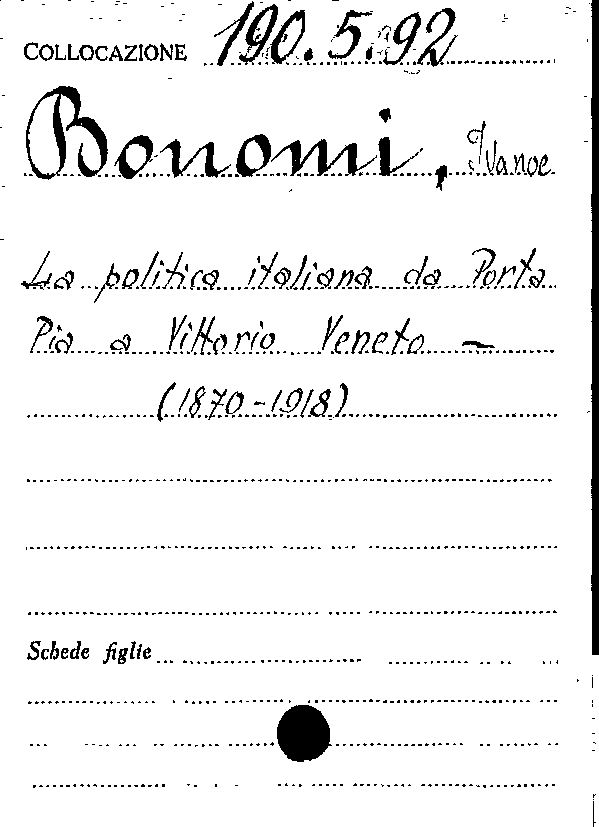 COLLOCAZIONE 190.5.92
Bonomi, Ivanoe
La politica italiana da Porta
Pia a Vittorio Veneto -
(1870-1918)
Schede figlie